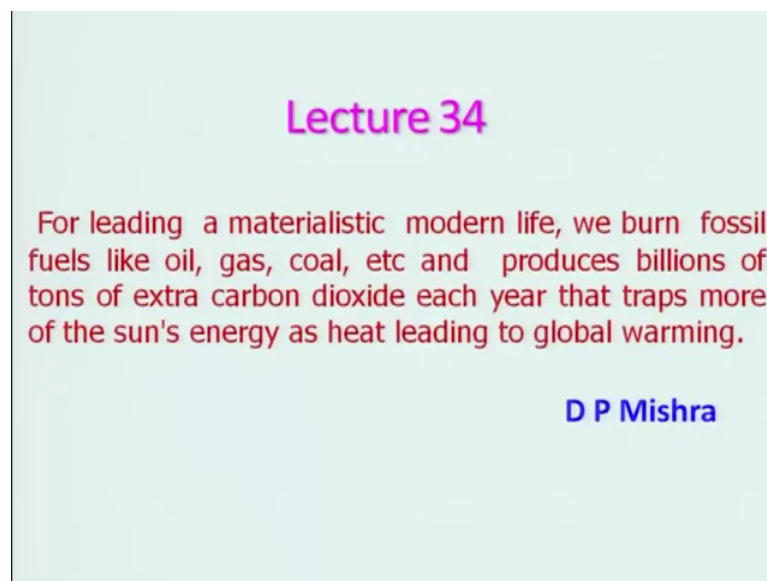 Lecture 34
For leading a materialistic modern life, we burn fossil
fuels like oil, gas, coal, etc and produces billions of
tons of extra carbon dioxide each year that traps more
of the sun's energy as heat leading to global warming.
D P Mishra